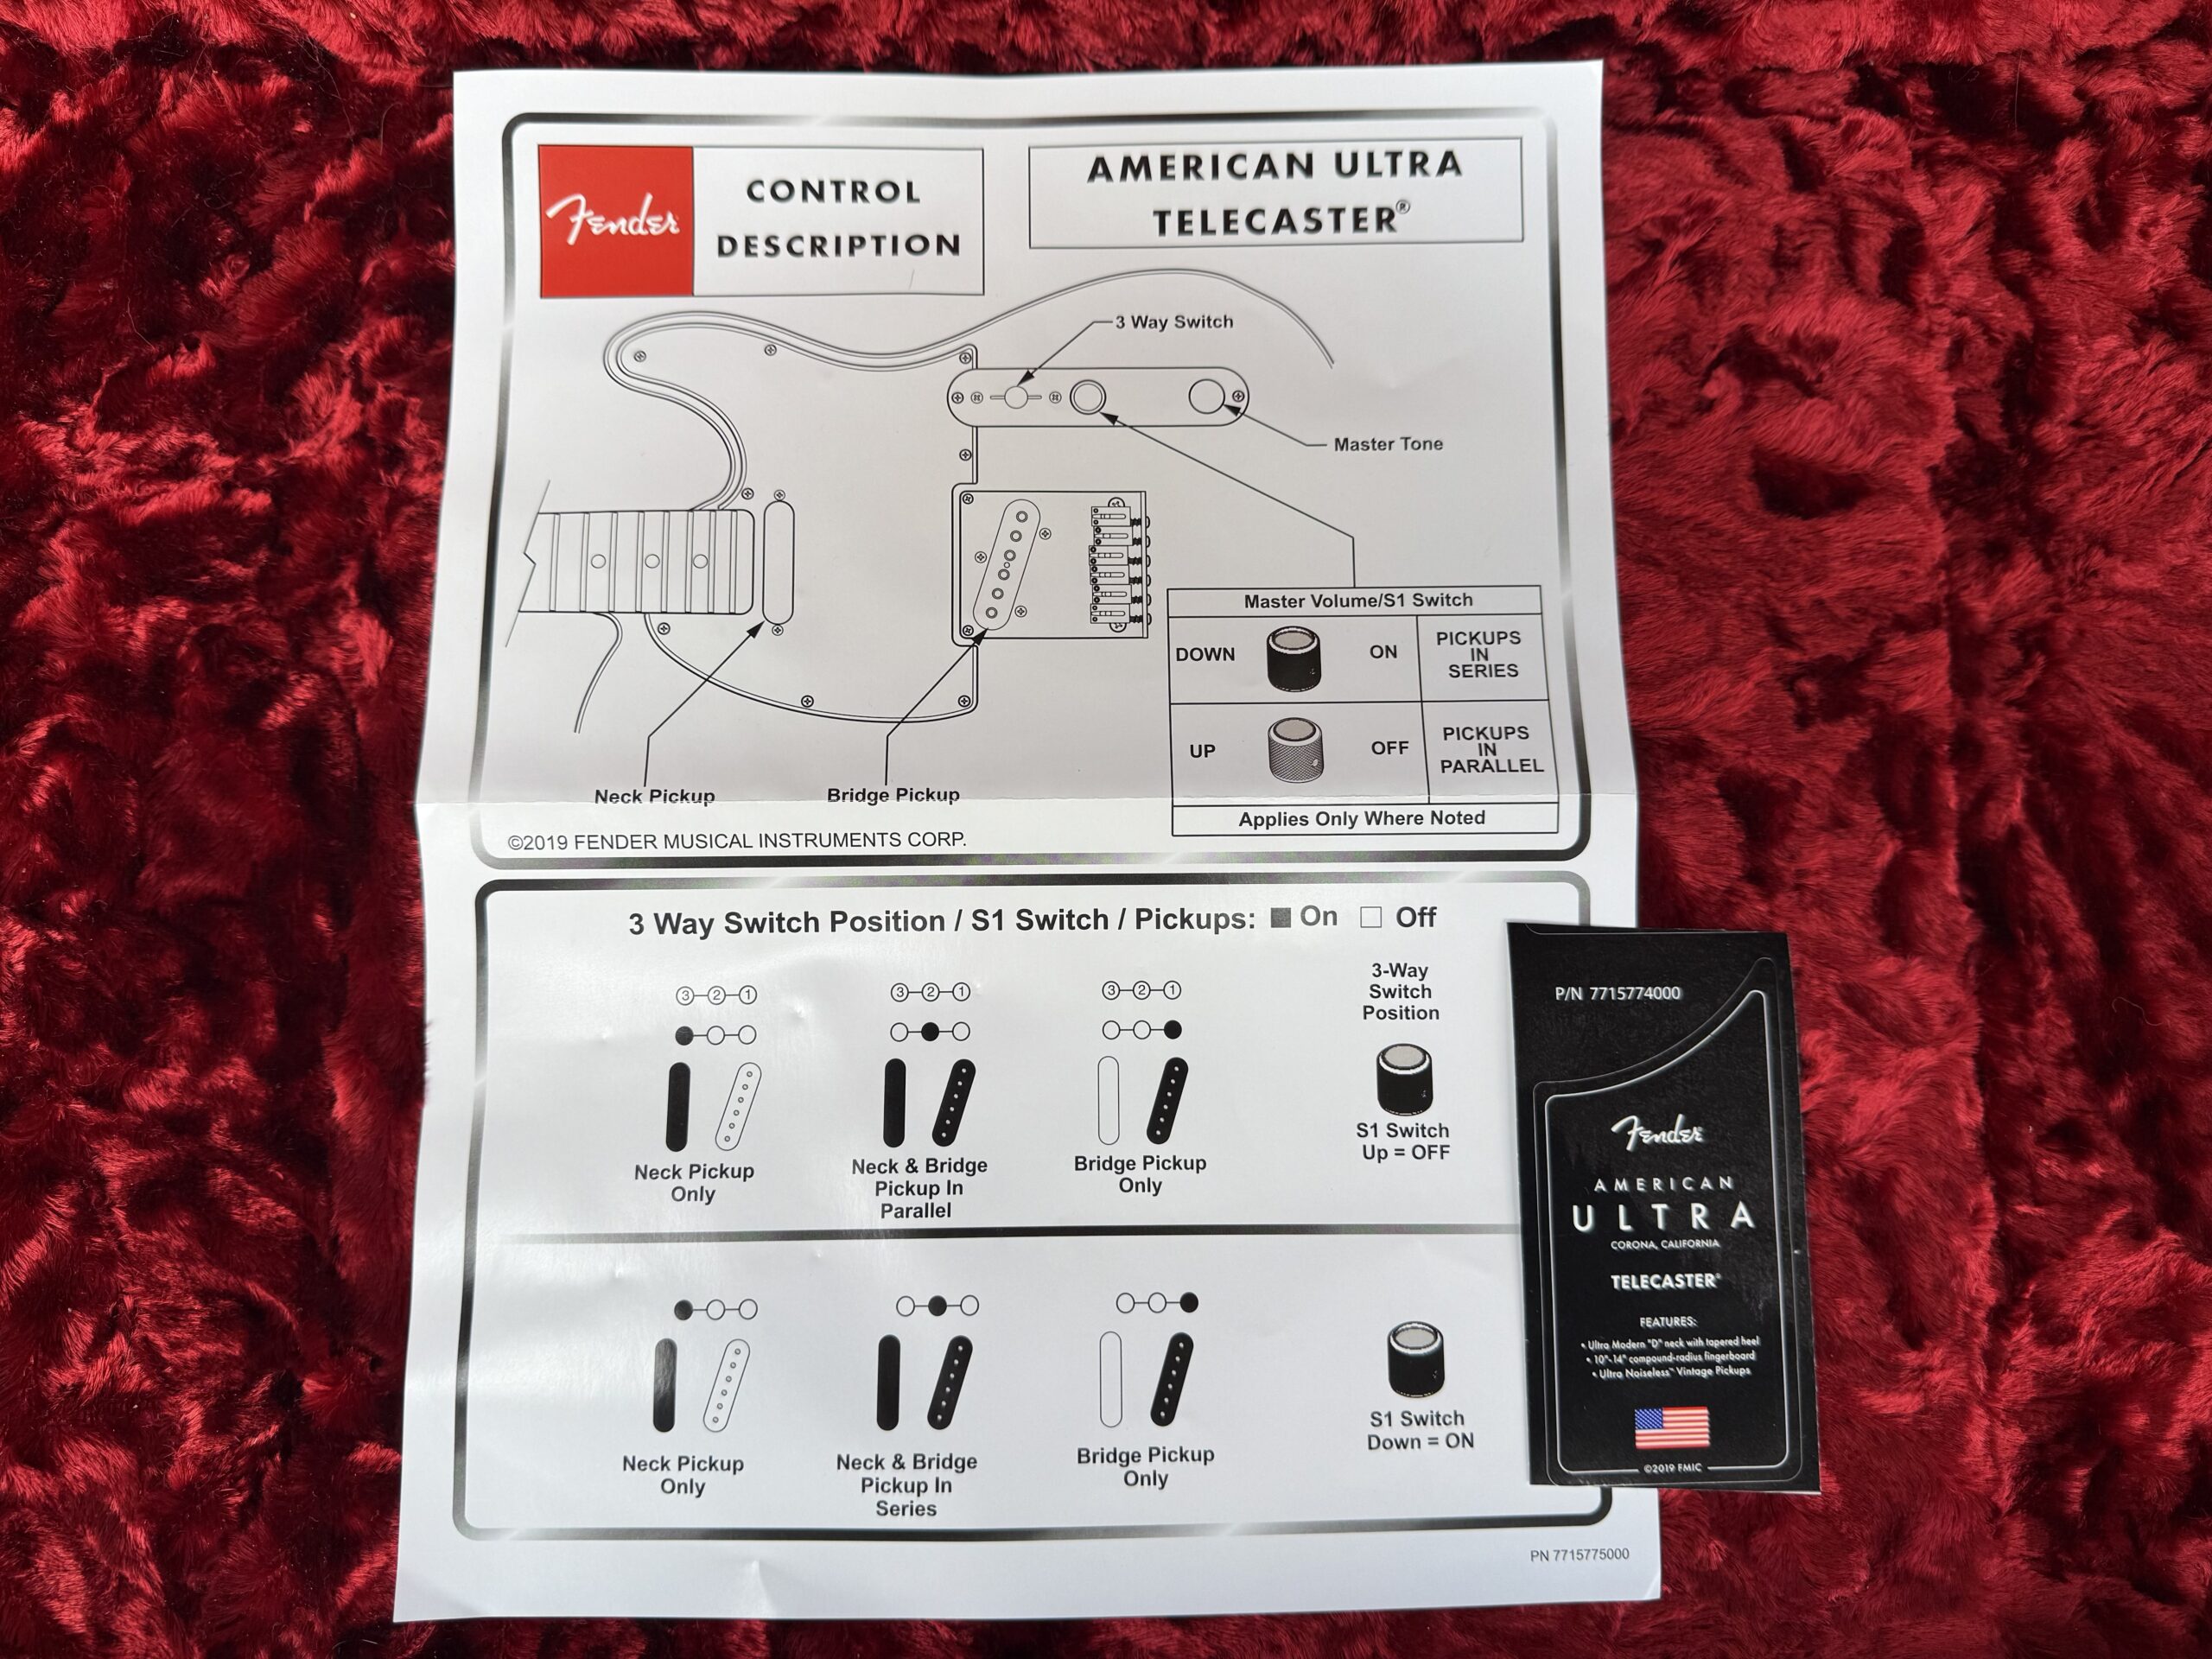 Fender
CONTROL
DESCRIPTION
AMERICAN ULTRA
TELECASTER®
3 Way Switch
Master Tone
Master Volume/S1 Switch
DOWN
ON
PICKUPS
IN
SERIES
UP
OFF
PICKUPS
IN
PARALLEL
Applies Only Where Noted
Neck Pickup
Bridge Pickup
©2019 FENDER MUSICAL INSTRUMENTS CORP.
3 Way Switch Position / S1 Switch / Pickups: ■ On □ Off
3 2 1
3 2 1
3 2 1
3-Way
Switch
Position
Neck Pickup
Only
Neck & Bridge
Pickup In
Parallel
Bridge Pickup
Only
S1 Switch
Up = OFF
Neck Pickup
Only
Neck & Bridge
Pickup In
Series
Bridge Pickup
Only
S1 Switch
Down = ON
PN 7715775000
P/N 7715774000
Fender
AMERICAN
ULTRA
CORONA, CALIFORNIA
TELECASTER®
FEATURES:
• Ultra Modern "D" neck with tapered heel
• 10"-14" compound-radius fingerboard
• Ultra Noiseless™ Vintage Pickups
©2019 FMIC